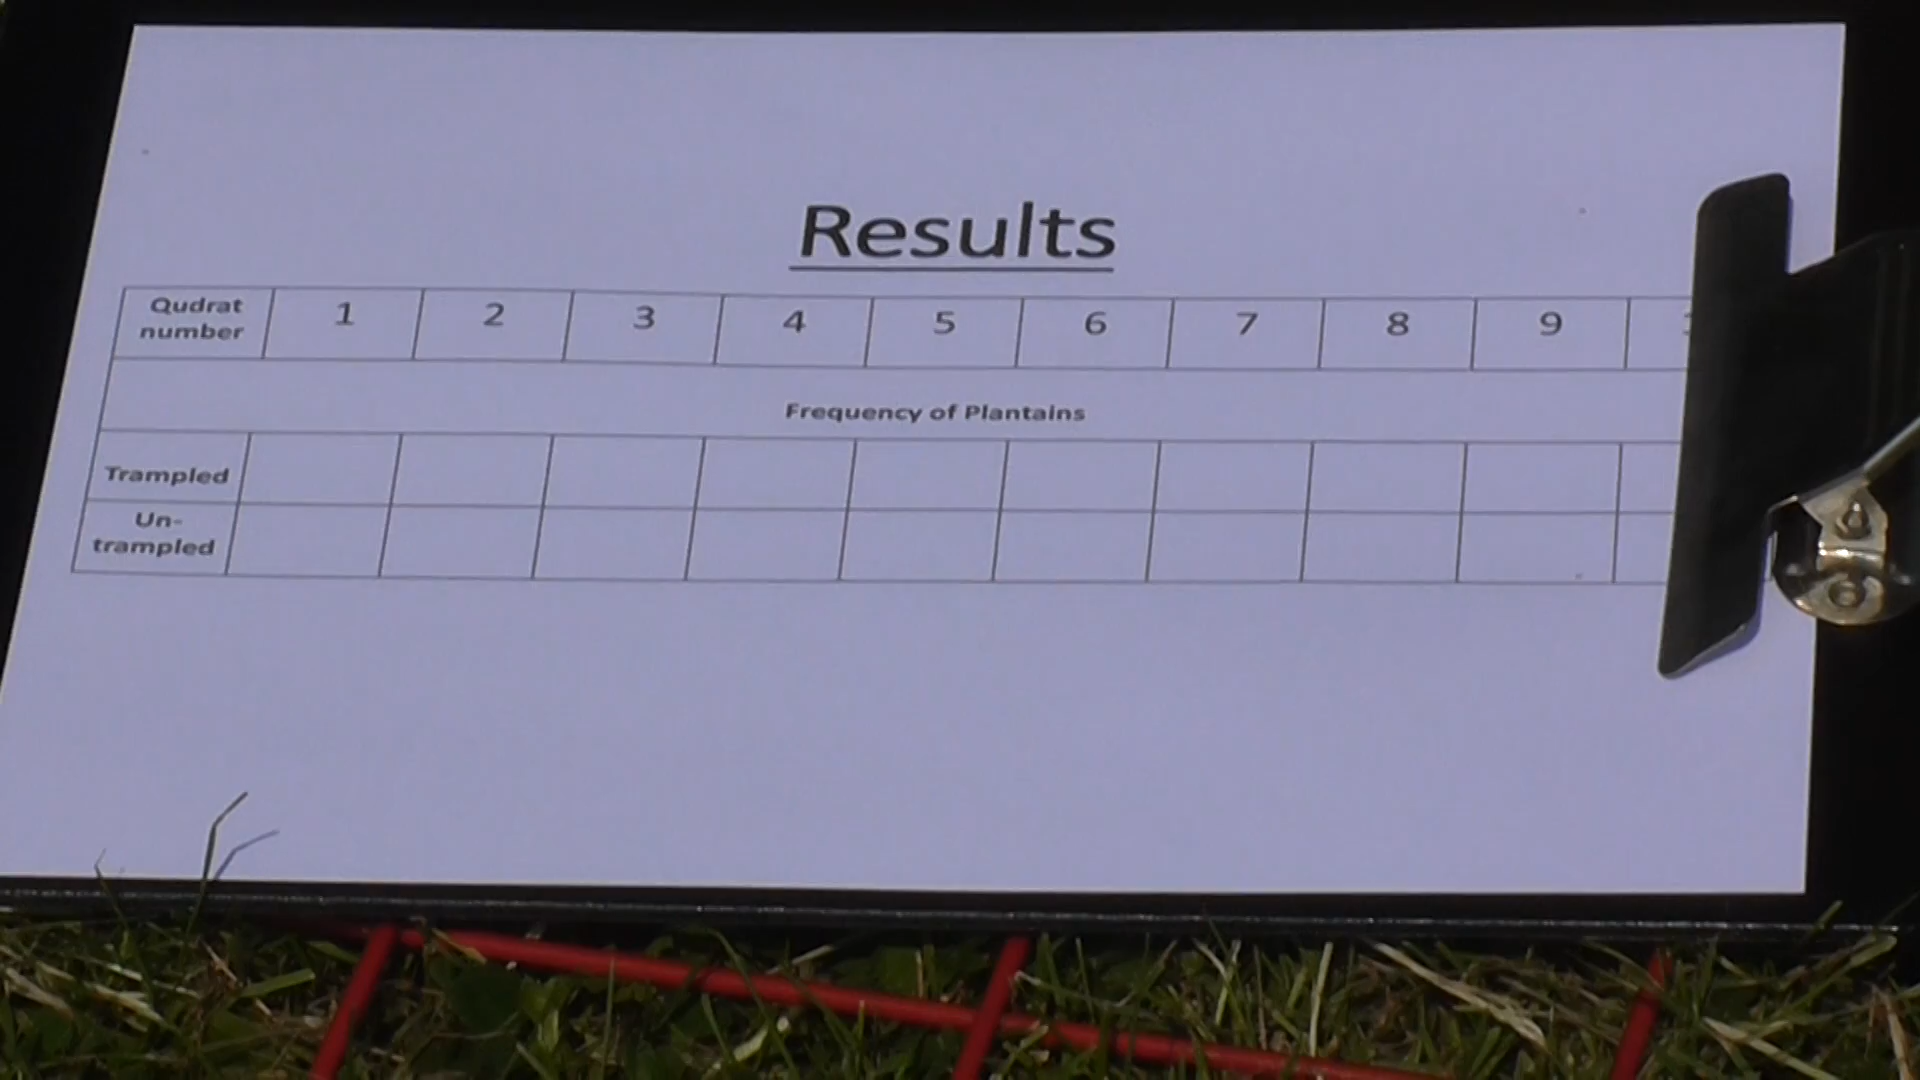 Results
Qudrat
number
1 2 3 4 5 6 7 8 9
Frequency of Plantains
Trampled
Un-
trampled